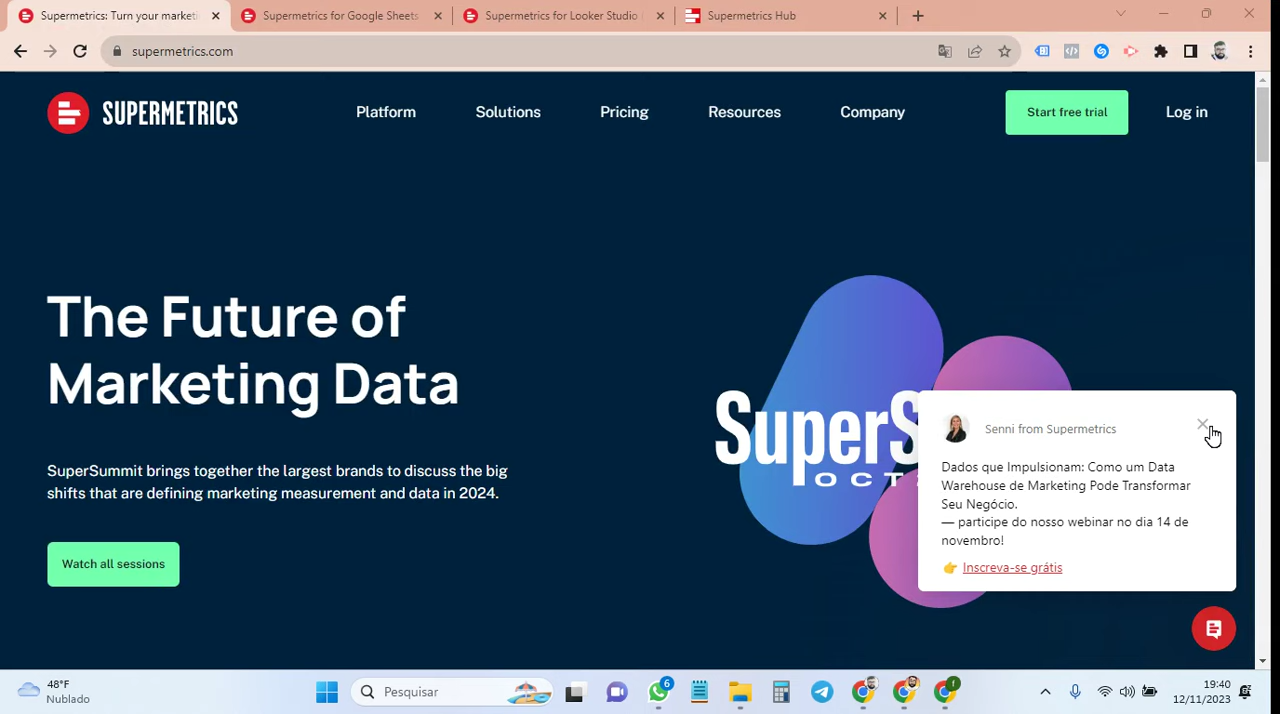 Supermetrics: Turn your marketi
Supermetrics for Google Sheets
Supermetrics for Looker Studio
Supermetrics Hub
supermetrics.com
SUPERMETRICS
Platform
Solutions
Pricing
Resources
Company
Start free trial
Log in
The Future of
Marketing Data
SuperSummit brings together the largest brands to discuss the big
shifts that are defining marketing measurement and data in 2024.
Watch all sessions
SuperS
OCT
Senni from Supermetrics
Dados que Impulsionam: Como um Data
Warehouse de Marketing Pode Transformar
Seu Negócio.
— participe do nosso webinar no dia 14 de
novembro!
👉 Inscreva-se grátis
48°F
Nublado
Pesquisar
6
f
19:40
12/11/2023